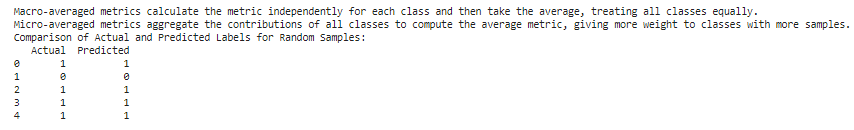 Macro-averaged metrics calculate the metric independently for each class and then take the average, treating all classes equally.
Micro-averaged metrics aggregate the contributions of all classes to compute the average metric, giving more weight to classes with more samples.
Comparison of Actual and Predicted Labels for Random Samples:
Actual Predicted
0 1 1
1 0 0
2 1 1
3 1 1
4 1 1